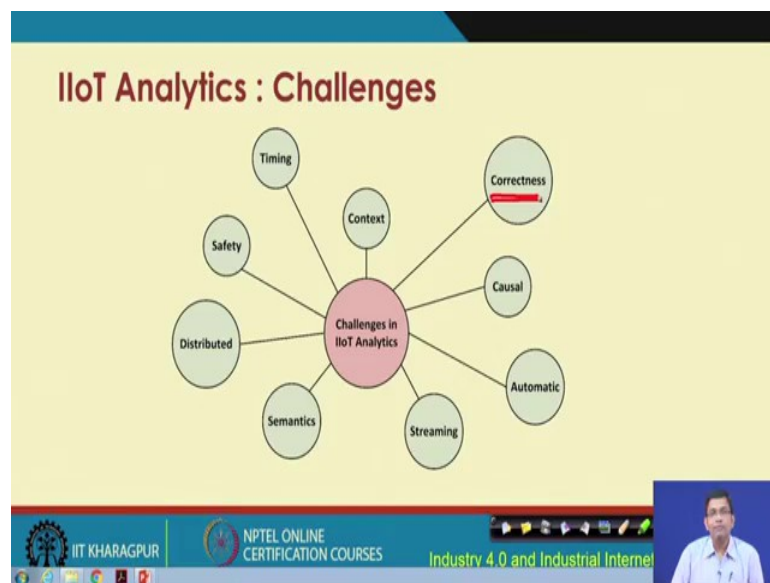 IIoT Analytics : Challenges
Timing
Correctness
Context
Safety
Causal
Challenges in
IIoT Analytics
Distributed
Automatic
Semantics
Streaming
IIT KHARAGPUR
NPTEL ONLINE
CERTIFICATION COURSES
Industry 4.0 and Industrial Internet